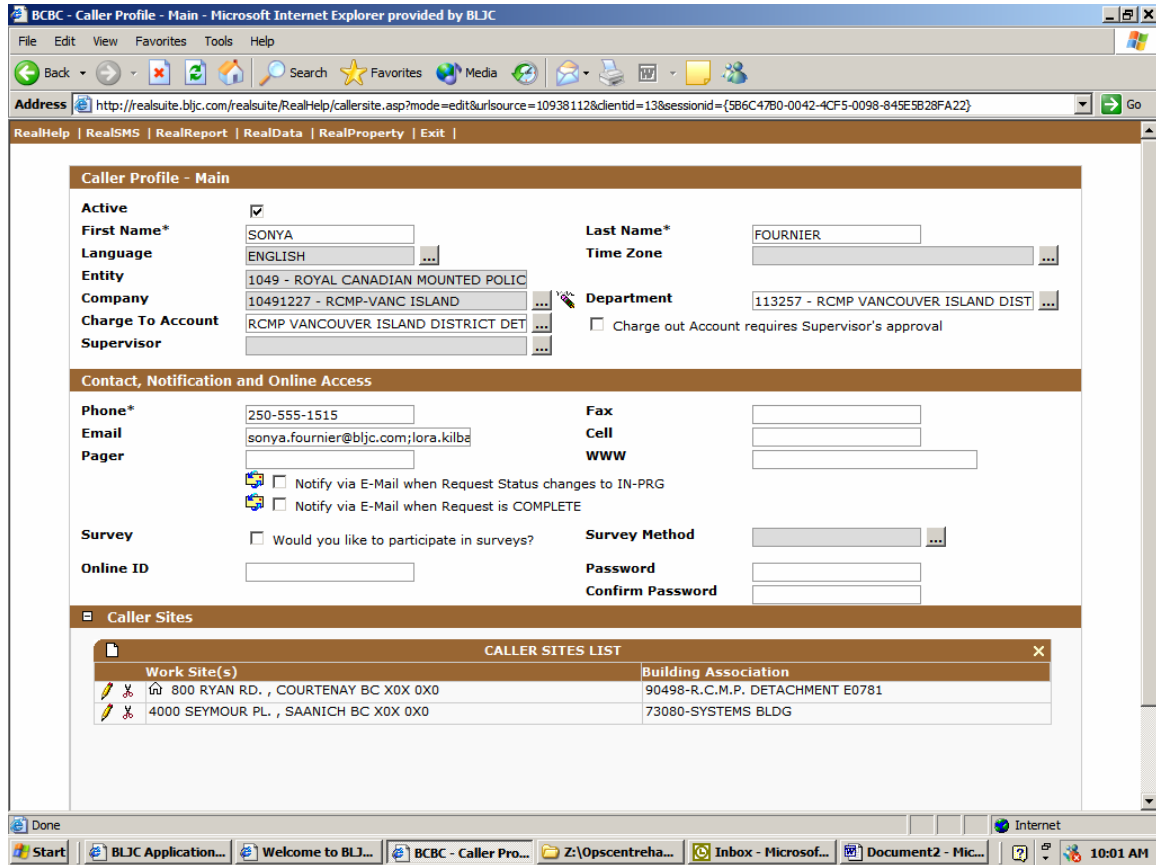 BCBC - Caller Profile - Main - Microsoft Internet Explorer provided by BLJC
File Edit View Favorites Tools Help
Back Search Favorites Media
Address http://realsuite.bljc.com/realsuite/RealHelp/callersite.asp?mode=edit&urlsource=10938112&clientid=13&sessionid={5B6C47B0-0042-4CF5-0098-845E5B28FA22} Go
RealHelp | RealSMS | RealReport | RealData | RealProperty | Exit |
Caller Profile - Main
Active
First Name* SONYA Last Name* FOURNIER
Language ENGLISH ... Time Zone ...
Entity 1049 - ROYAL CANADIAN MOUNTED POLIC
Company 10491227 - RCMP-VANC ISLAND ... Department 113257 - RCMP VANCOUVER ISLAND DIST ...
Charge To Account RCMP VANCOUVER ISLAND DISTRICT DET ... Charge out Account requires Supervisor's approval
Supervisor ...
Contact, Notification and Online Access
Phone* 250-555-1515 Fax
Email sonya.fournier@bljc.com;lora.kilba Cell
Pager WWW
Notify via E-Mail when Request Status changes to IN-PRG
Notify via E-Mail when Request is COMPLETE
Survey Would you like to participate in surveys? Survey Method ...
Online ID Password
Confirm Password
Caller Sites
CALLER SITES LIST
Work Site(s) Building Association
800 RYAN RD. , COURTENAY BC X0X 0X0 90498-R.C.M.P. DETACHMENT E0781
4000 SEYMOUR PL. , SAANICH BC X0X 0X0 73080-SYSTEMS BLDG
Done Internet
Start BLJC Application... Welcome to BLJ... BCBC - Caller Pro... Z:\Opscentreha... Inbox - Microsof... Document2 - Mic... 10:01 AM